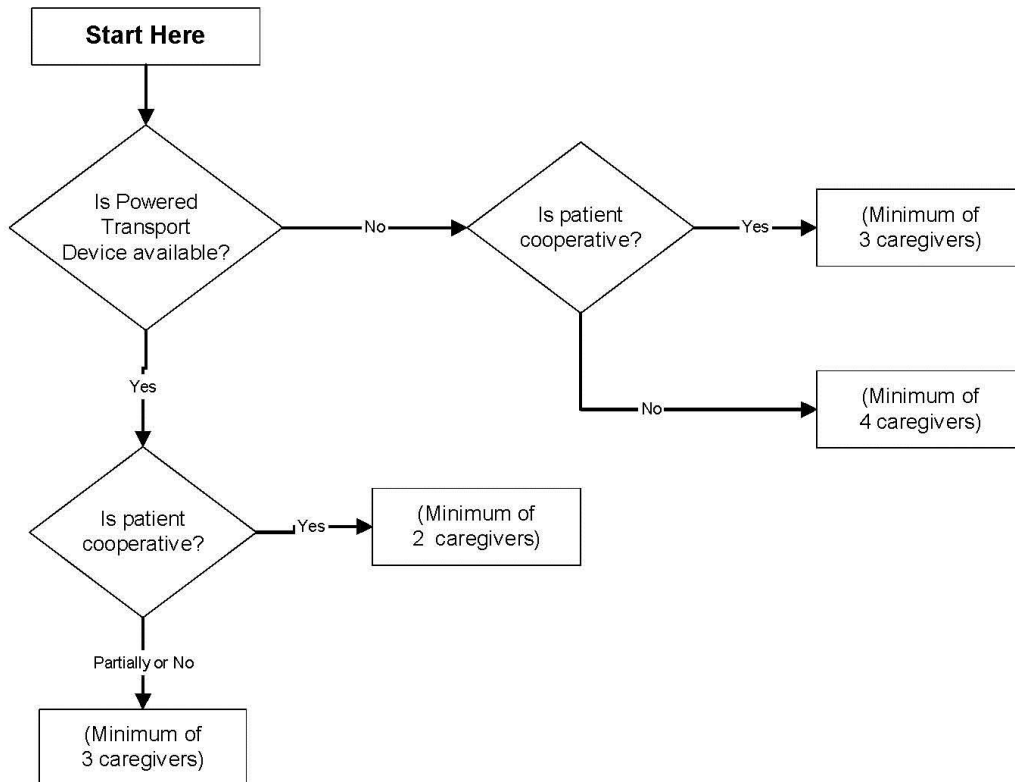 Start Here
Is Powered
Transport
Device available?
No
Is patient
cooperative?
Yes
(Minimum of
3 caregivers)
No
(Minimum of
4 caregivers)
Yes
Is patient
cooperative?
Yes
(Minimum of
2 caregivers)
Partially or No
(Minimum of
3 caregivers)